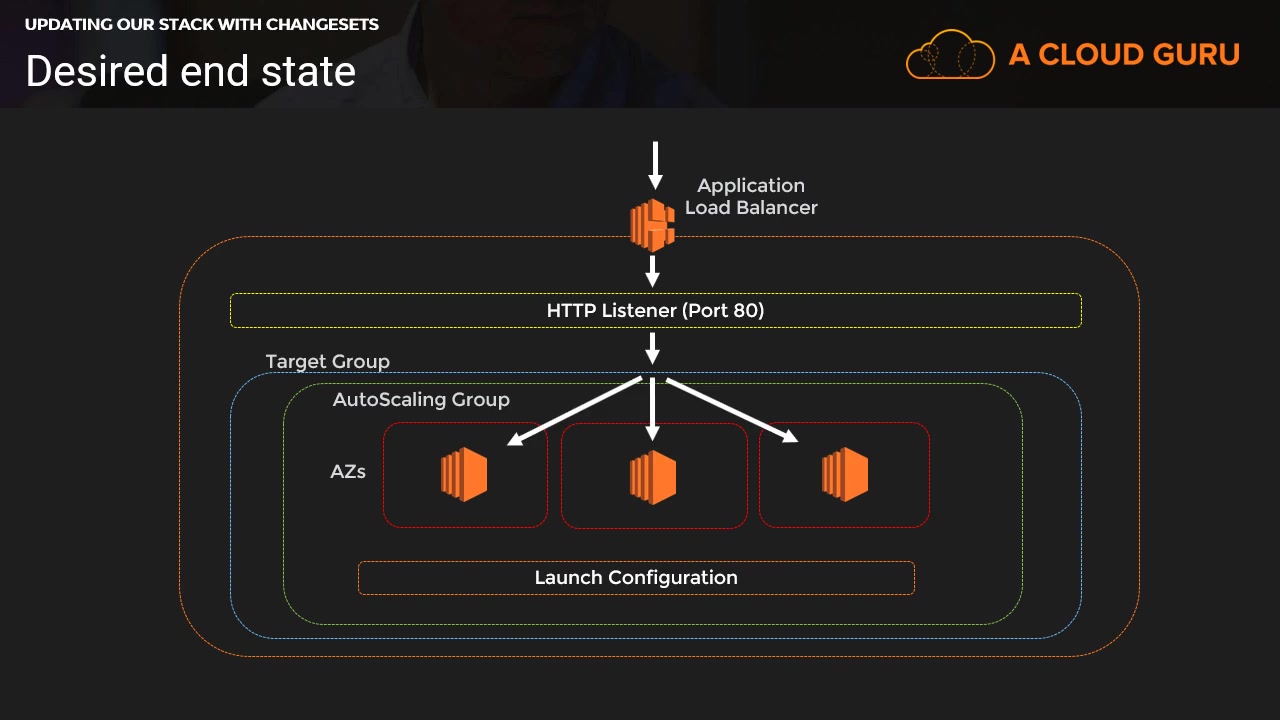 UPDATING OUR STACK WITH CHANGESETS
Desired end state
A CLOUD GURU
Application
Load Balancer
HTTP Listener (Port 80)
Target Group
AutoScaling Group
AZs
Launch Configuration